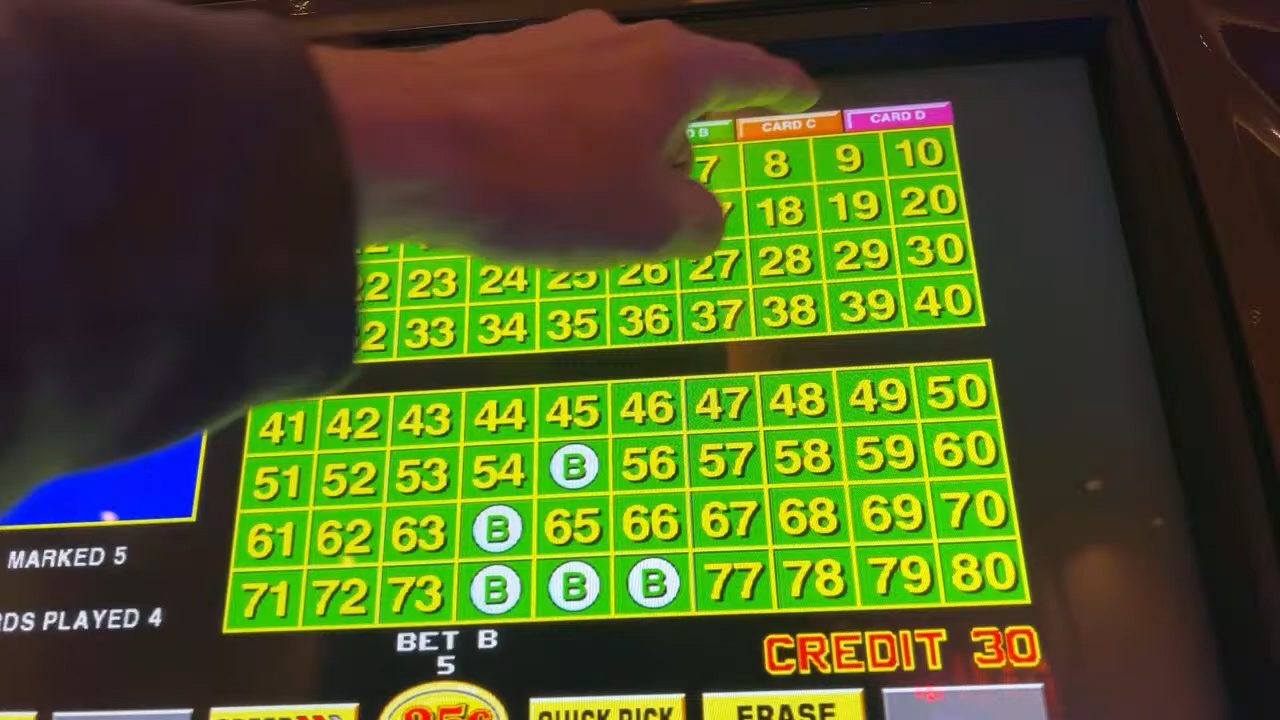 CARD C CARD D
7 8 9 10
18 19 20
23 24 25 26 27 28 29 30
33 34 35 36 37 38 39 40
41 42 43 44 45 46 47 48 49 50
51 52 53 54 B 56 57 58 59 60
61 62 63 B 65 66 67 68 69 70
71 72 73 B B B 77 78 79 80
MARKED 5
PLAYED 4
BET B
5
CREDIT 30
25¢
QUICK PICK
ERASE